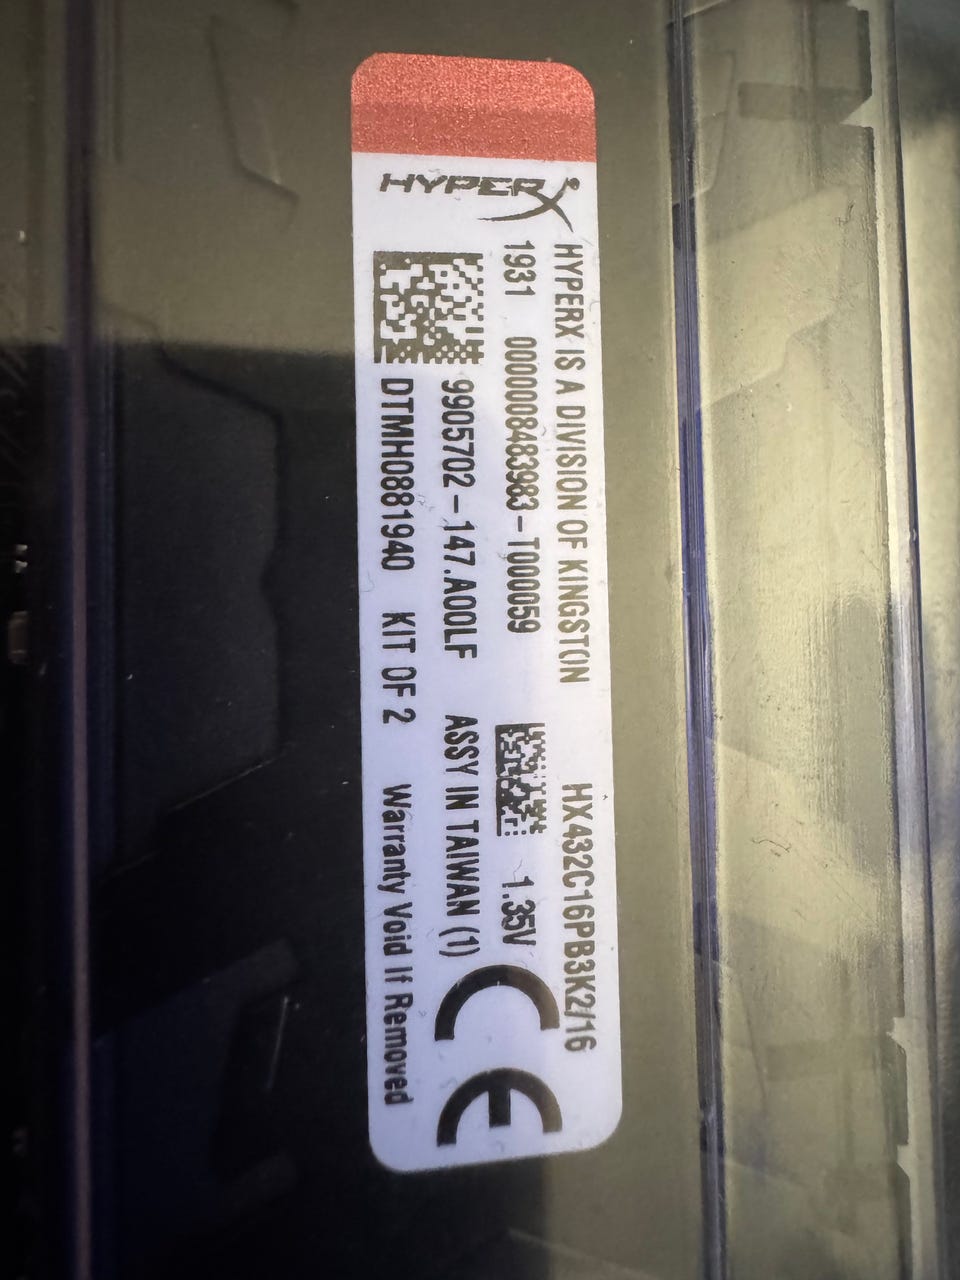 HYPERX
HYPERX IS A DIVISION OF KINGSTON HX432C16PB3K2/16
1931 0000008483983-T000059 1.35V
9905702-147.A00LF ASSY IN TAIWAN (1)
DTMH0881940 KIT OF 2 Warranty Void If Removed
CE